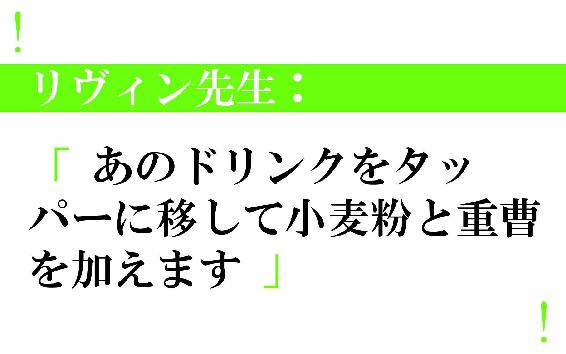 !
リヴィン先生：
「 あのドリンクをタッ
パーに移して小麦粉と重曹
を加えます 」
!